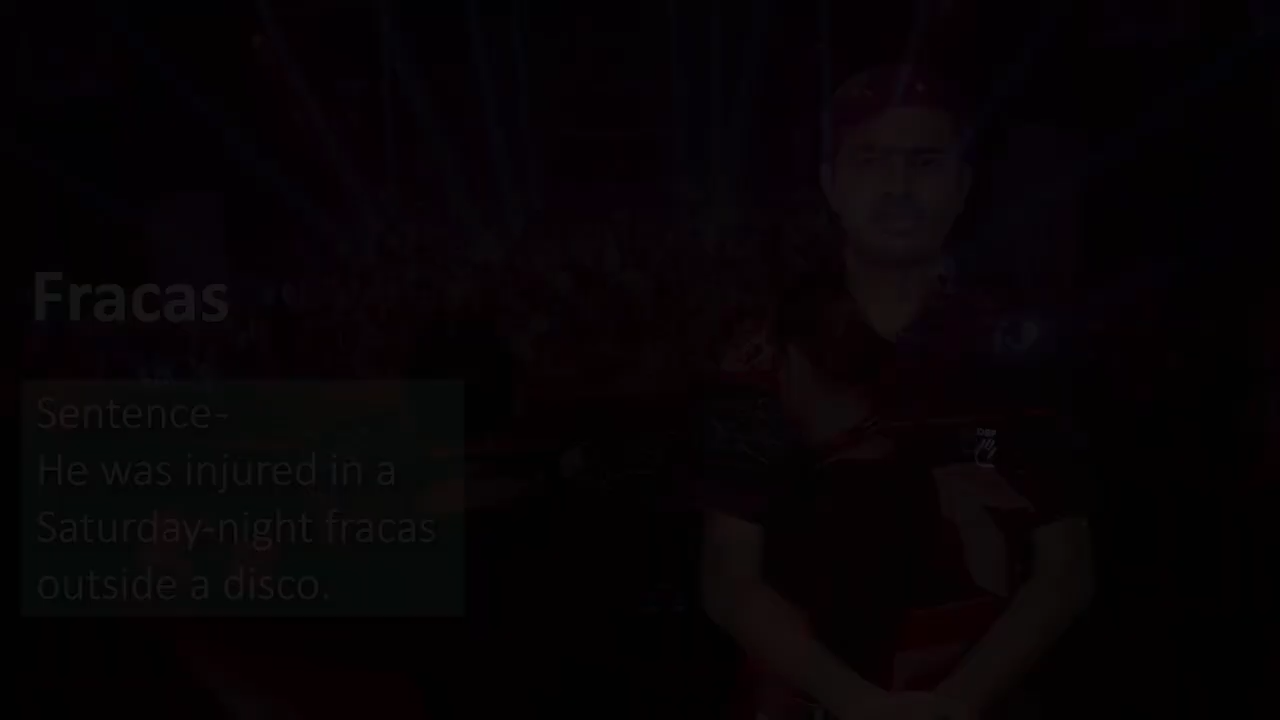 Fracas
Sentence-
He was injured in a
Saturday-night fracas
outside a disco.